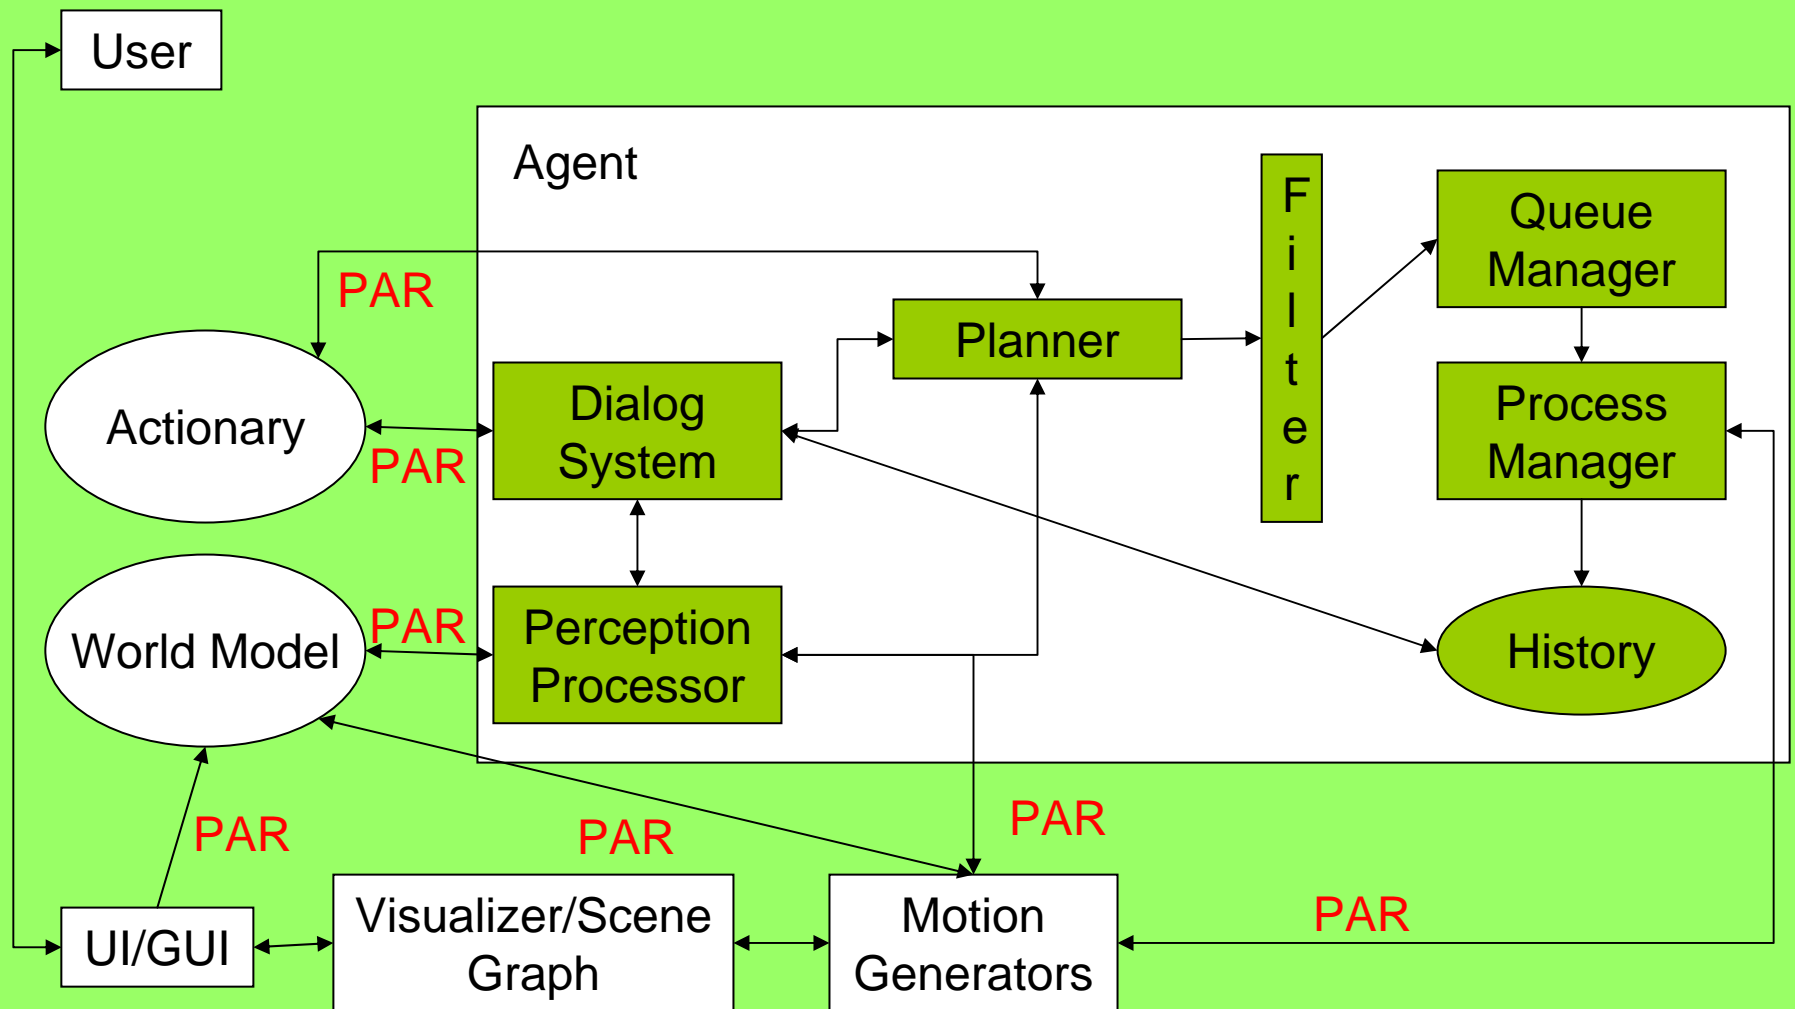 User
Agent
F
i
l
t
e
r
Queue
Manager
PAR
Planner
Actionary
PAR
Dialog
System
Process
Manager
World Model
PAR
Perception
Processor
History
PAR
PAR
PAR
UI/GUI
Visualizer/Scene
Graph
Motion
Generators
PAR